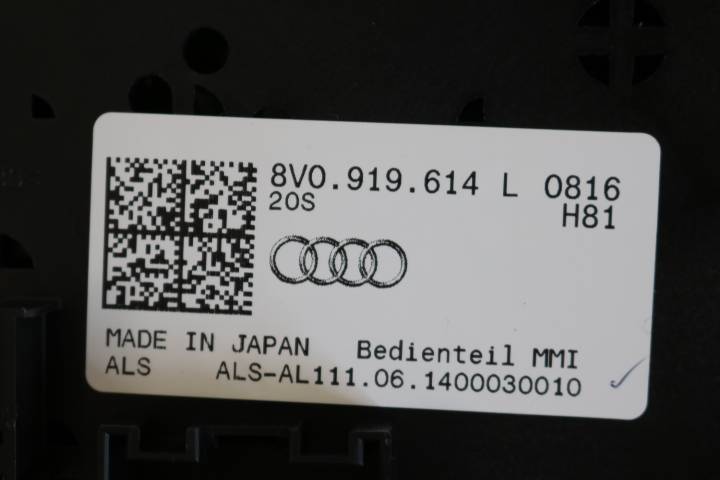 8V0.919.614 L 0816
20S H81
MADE IN JAPAN Bedienteil MMI
ALS ALS-AL111.06.1400030010